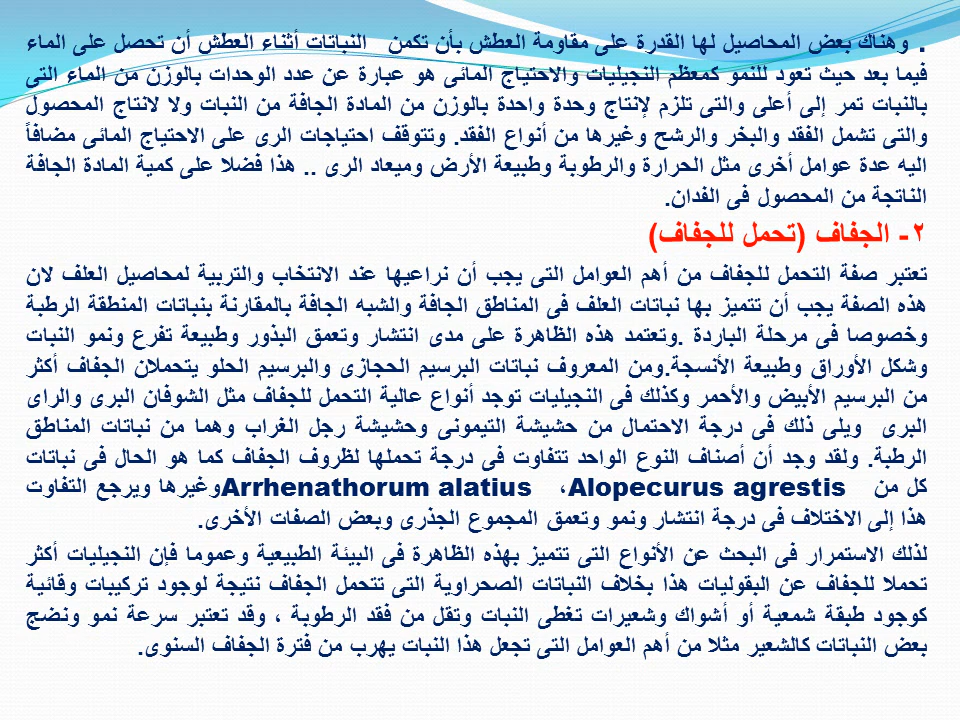 . وهناك بعض المحاصيل لها القدرة على مقاومة العطش بأن تكمن النباتات أثناء العطش أن تحصل على الماء
فيما بعد حيث تعود للنمو كمعظم النجيليات والاحتياج المائى هو عبارة عن عدد الوحدات بالوزن من الماء التى
بالنبات تمر إلى أعلى والتى تلزم لإنتاج وحدة واحدة بالوزن من المادة الجافة من النبات ولا لانتاج المحصول
والتى تشمل الفقد والبخر والرشح وغيرها من أنواع الفقد. وتتوقف احتياجات الرى على الاحتياج المائى مضافاً
اليه عدة عوامل أخرى مثل الحرارة والرطوبة وطبيعة الأرض وميعاد الرى .. هذا فضلا على كمية المادة الجافة
الناتجة من المحصول فى الفدان.
٢- الجفاف (تحمل للجفاف)
تعتبر صفة التحمل للجفاف من أهم العوامل التى يجب أن نراعيها عند الانتخاب والتربية لمحاصيل العلف لان
هذه الصفة يجب أن تتميز بها نباتات العلف فى المناطق الجافة والشبه الجافة بالمقارنة بنباتات المنطقة الرطبة
وخصوصا فى مرحلة الباردة .وتعتمد هذه الظاهرة على مدى انتشار وتعمق البذور وطبيعة تفرع ونمو النبات
وشكل الأوراق وطبيعة الأنسجة.ومن المعروف نباتات البرسيم الحجازى والبرسيم الحلو يتحملان الجفاف أكثر
من البرسيم الأبيض والأحمر وكذلك فى النجيليات توجد أنواع عالية التحمل للجفاف مثل الشوفان البرى والراى
البرى ويلى ذلك فى درجة الاحتمال من حشيشة التيمونى وحشيشة رجل الغراب وهما من نباتات المناطق
الرطبة. ولقد وجد أن أصناف النوع الواحد تتفاوت فى درجة تحملها لظروف الجفاف كما هو الحال فى نباتات
كل من Alopecurus agrestis، Arrhenathorum alatiusوغيرها ويرجع التفاوت
هذا إلى الاختلاف فى درجة انتشار ونمو وتعمق المجموع الجذرى وبعض الصفات الأخرى.
لذلك الاستمرار فى البحث عن الأنواع التى تتميز بهذه الظاهرة فى البيئة الطبيعية وعموما فإن النجيليات أكثر
تحملا للجفاف عن البقوليات هذا بخلاف النباتات الصحراوية التى تتحمل الجفاف نتيجة لوجود تركيبات وقائية
كوجود طبقة شمعية أو أشواك وشعيرات تغطى النبات وتقل من فقد الرطوبة ، وقد تعتبر سرعة نمو ونضج
بعض النباتات كالشعير مثلا من أهم العوامل التى تجعل هذا النبات يهرب من فترة الجفاف السنوى.